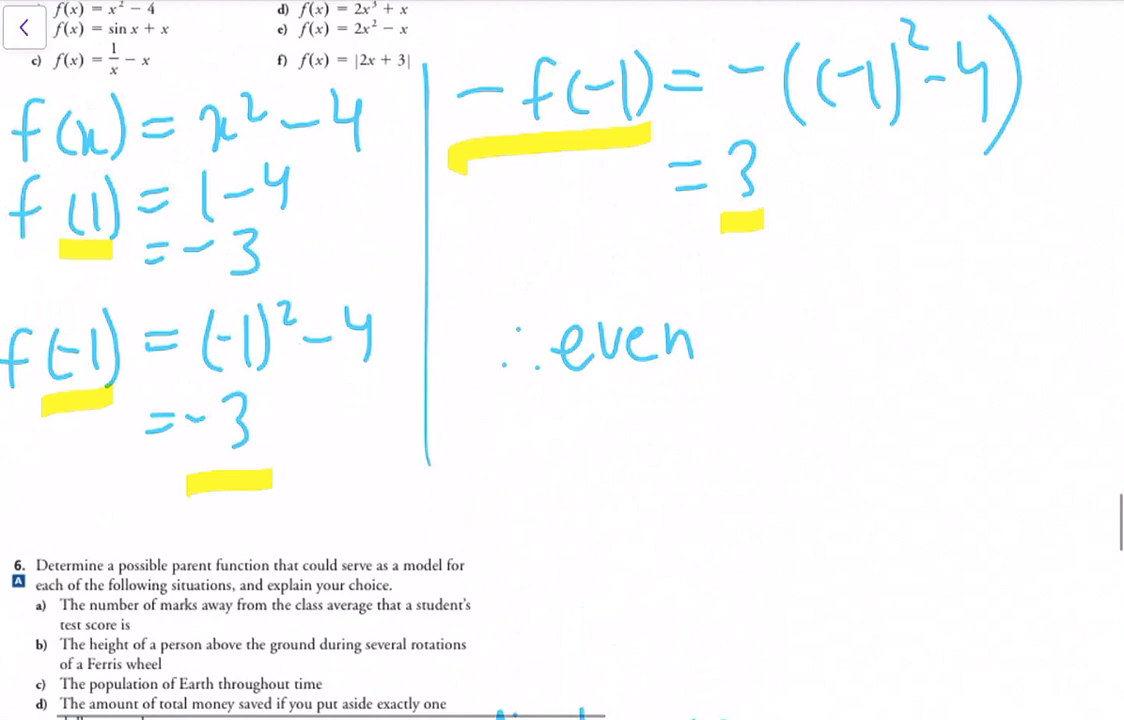 f(x) = x² − 4
d) f(x) = 2x³ + x
f(x) = sin x + x
e) f(x) = 2x² − x
c) f(x) = 1/x − x
f) f(x) = |2x + 3|
f(x) = x² − 4
f(1) = 1 − 4
= −3
f(-1) = (-1)² − 4
= −3
− f(-1) = − ((-1)² − 4)
= 3
∴ even
6. Determine a possible parent function that could serve as a model for
A each of the following situations, and explain your choice.
a) The number of marks away from the class average that a student's
test score is
b) The height of a person above the ground during several rotations
of a Ferris wheel
c) The population of Earth throughout time
d) The amount of total money saved if you put aside exactly one